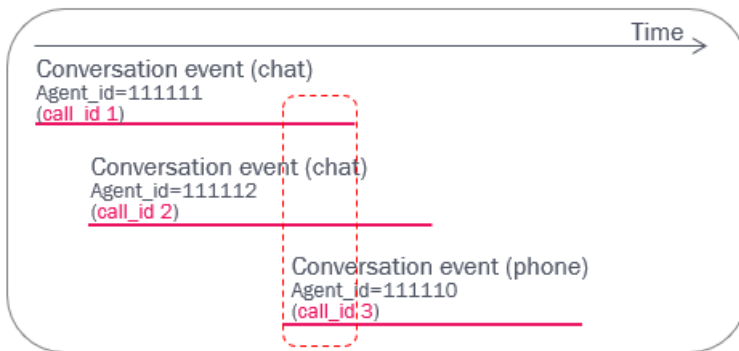 Time
Conversation event (chat)
Agent_id=111111
(call_id 1)
Conversation event (chat)
Agent_id=111112
(call_id 2)
Conversation event (phone)
Agent_id=111110
(call_id 3)